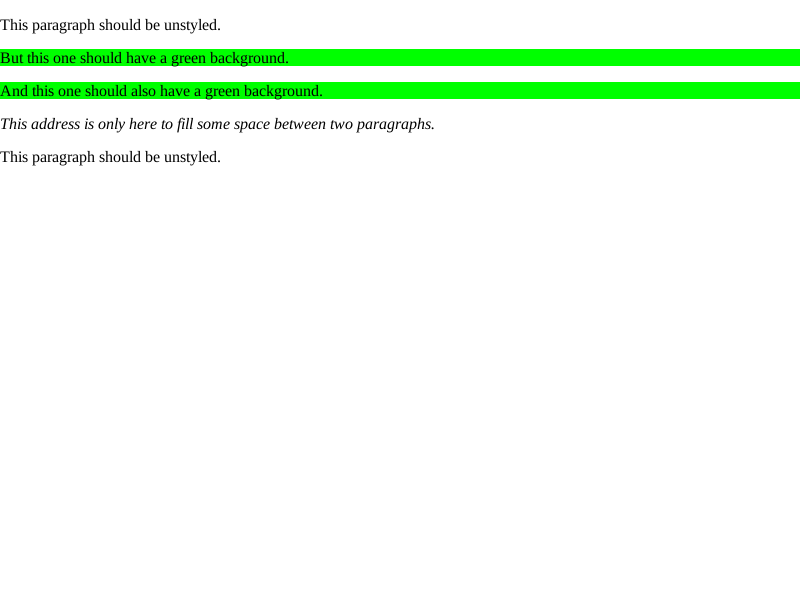 This paragraph should be unstyled.
But this one should have a green background.
And this one should also have a green background.
This address is only here to fill some space between two paragraphs.
This paragraph should be unstyled.